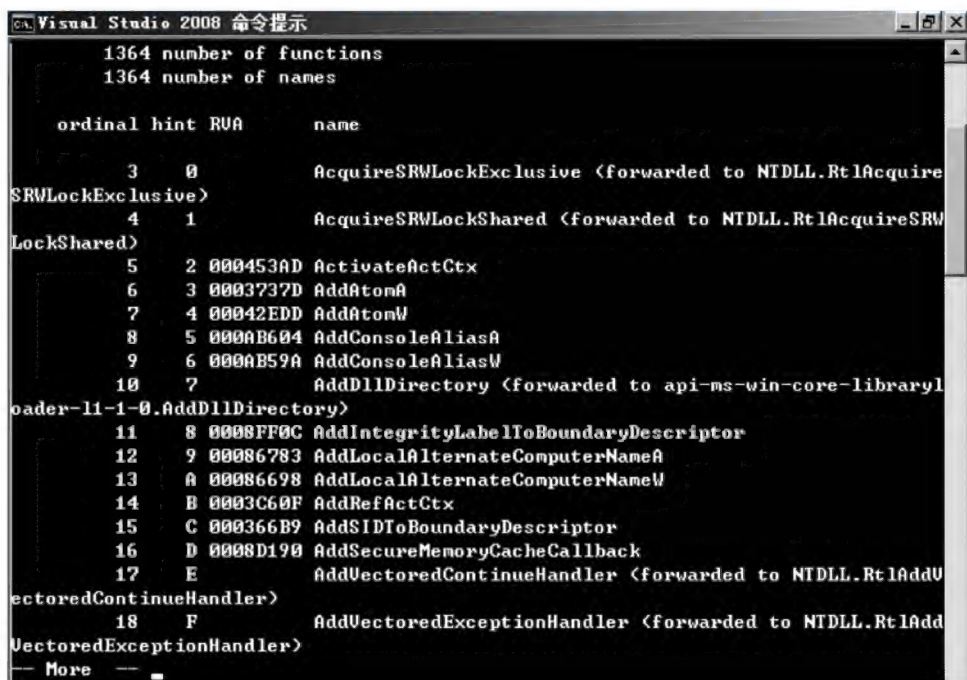 Visual Studio 2008 命令提示
1364 number of functions
1364 number of names
ordinal hint RVA name
3 0 AcquireSRWLockExclusive (forwarded to NTDLL.RtlAcquire
SRWLockExclusive)
4 1 AcquireSRWLockShared (forwarded to NTDLL.RtlAcquireSRW
LockShared)
5 2 000453AD ActivateActCtx
6 3 0003737D AddAtomA
7 4 00042EDD AddAtomW
8 5 000AB604 AddConsoleAliasA
9 6 000AB59A AddConsoleAliasW
10 7 AddDllDirectory (forwarded to api-ms-win-core-libraryl
oader-l1-1-0.AddDllDirectory)
11 8 0008FF0C AddIntegrityLabelToBoundaryDescriptor
12 9 00086783 AddLocalAlternateComputerNameA
13 A 00086698 AddLocalAlternateComputerNameW
14 B 0003C60F AddRefActCtx
15 C 000366B9 AddSIDToBoundaryDescriptor
16 D 0008D190 AddSecureMemoryCacheCallback
17 E AddVectoredContinueHandler (forwarded to NTDLL.RtlAddV
ectoredContinueHandler)
18 F AddVectoredExceptionHandler (forwarded to NTDLL.RtlAdd
VectoredExceptionHandler)
-- More --